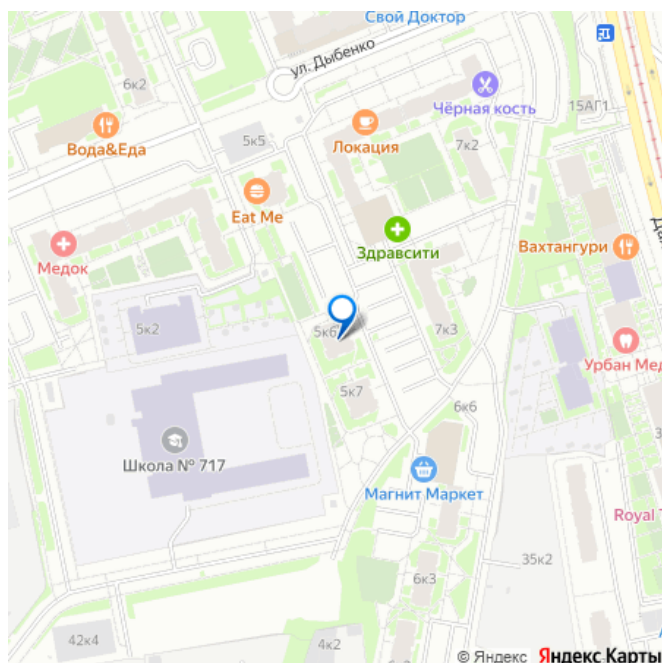 Свой Доктор
ул. Дыбенко
6к2
Чёрная кость
15АГ1
Вода&Еда
5к5
Локация
7к2
Eat Me
Медок
Здравсити
Вахтангури
5к2
5к6
7к3
Урбан Мед
5к7
6к6
Школа № 717
Магнит Маркет
Royal
35к2
6к3
42к4
4к2
© Яндекс Яндекс Карты